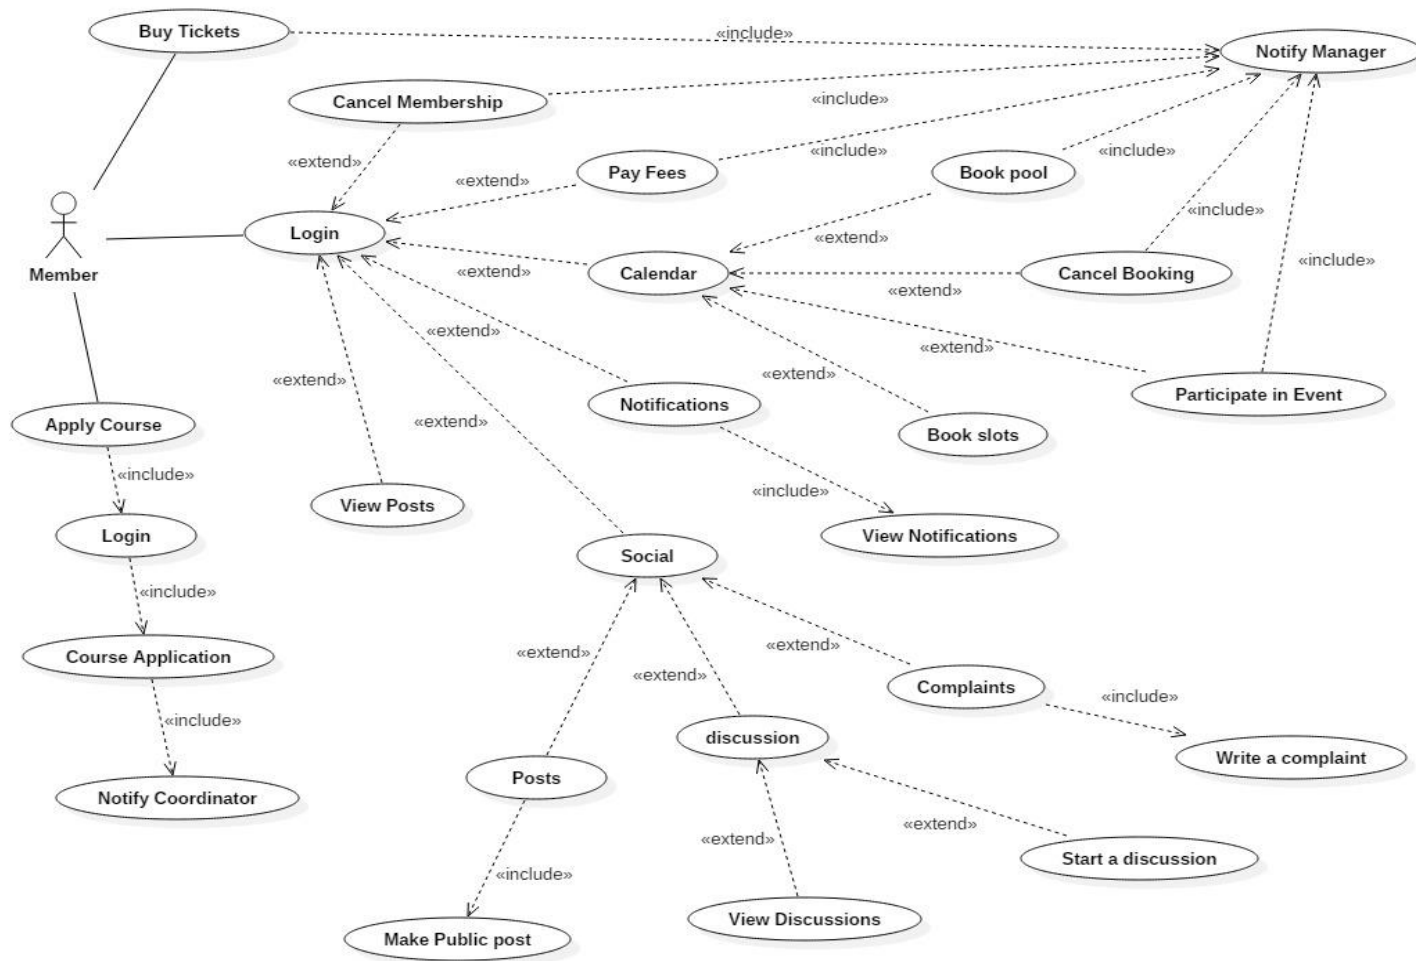 Buy Tickets
«include»
Notify Manager
Cancel Membership
«include»
«extend»
Pay Fees
«include»
Book pool
«include»
«extend»
Member
Login
«extend»
«include»
«extend»
Calendar
Cancel Booking
«include»
«extend»
«extend»
«extend»
«extend»
«extend»
Notifications
Participate in Event
Apply Course
«extend»
Book slots
«include»
«include»
View Posts
Login
View Notifications
Social
«include»
«extend»
«extend»
«extend»
Course Application
Complaints
«include»
«include»
discussion
Write a complaint
Posts
Notify Coordinator
«extend»
«extend»
Start a discussion
«include»
View Discussions
Make Public post